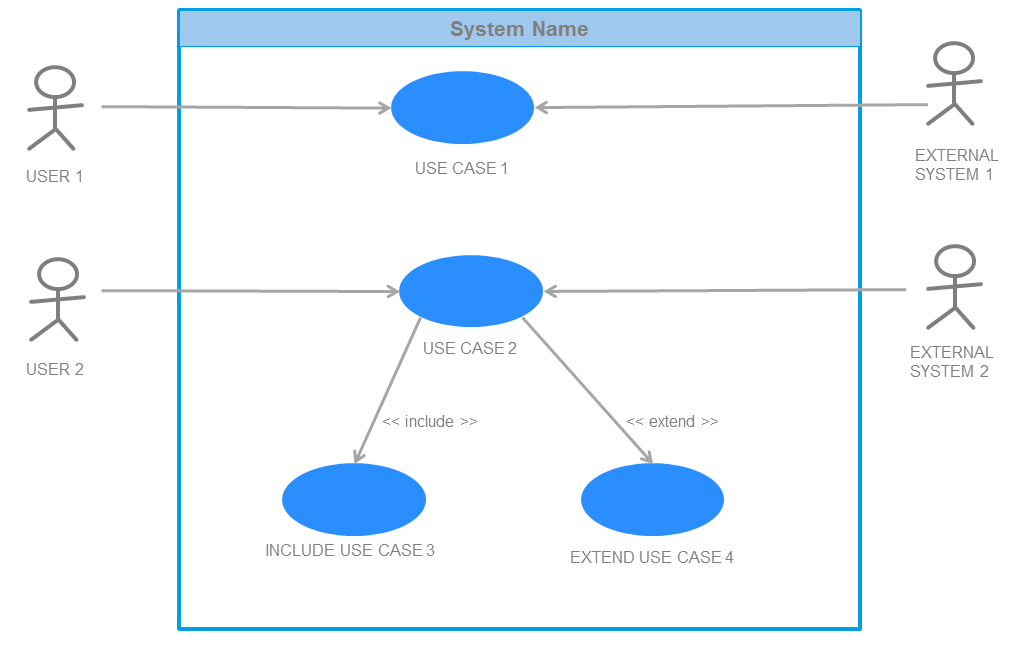 System Name
USER 1
USE CASE 1
EXTERNAL
SYSTEM 1
USER 2
USE CASE 2
EXTERNAL
SYSTEM 2
<< include >>
<< extend >>
INCLUDE USE CASE 3
EXTEND USE CASE 4